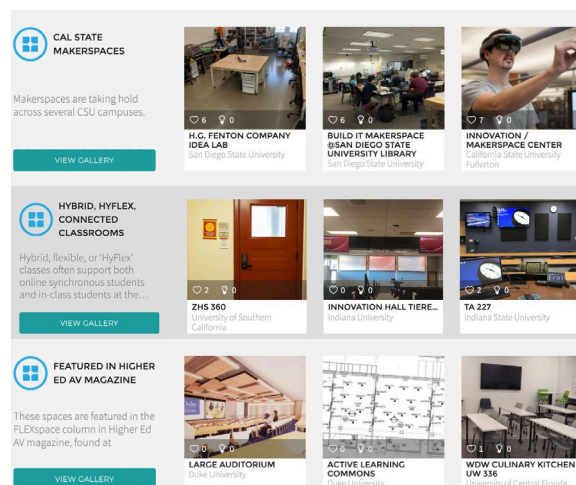 CAL STATE
MAKERSPACES
Makerspaces are taking hold
across several CSU campuses.
VIEW GALLERY
6 0
H.G. FENTON COMPANY
IDEA LAB
San Diego State University
6 0
BUILD IT MAKERSPACE
@SAN DIEGO STATE
UNIVERSITY LIBRARY
San Diego State University
7 0
INNOVATION /
MAKERSPACE CENTER
California State University
Fullerton
HYBRID, HYFLEX,
CONNECTED
CLASSROOMS
Hybrid, flexible, or 'HyFlex'
classes often support both
online synchronous students
and in-class students at the…
VIEW GALLERY
2 0
ZHS 360
University of Southern
California
0 0
INNOVATION HALL TIERE...
Indiana University
2 0
TA 227
Indiana State University
FEATURED IN HIGHER
ED AV MAGAZINE
These spaces are featured in the
FLEXspace column in Higher Ed
AV magazine, found at
VIEW GALLERY
0 0
LARGE AUDITORIUM
Duke University
0 0
ACTIVE LEARNING
COMMONS
Duke University
1 0
WDW CULINARY KITCHEN
UW 336
University of Central Florida